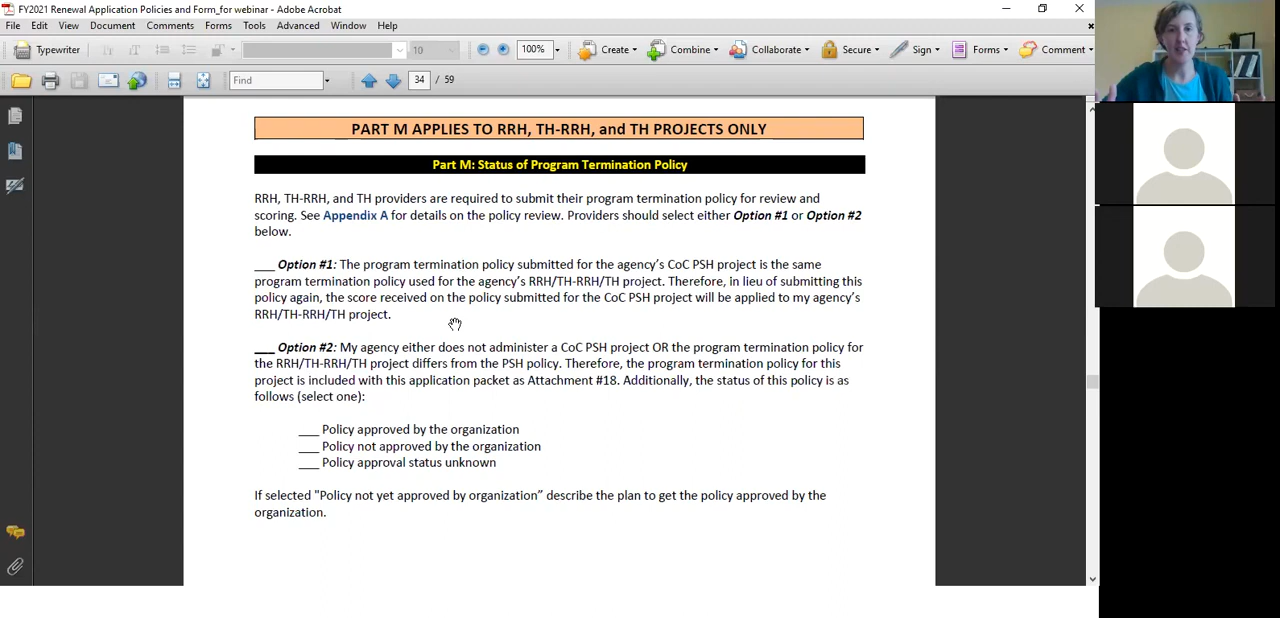 FY2021 Renewal Application Policies and Form_for webinar - Adobe Acrobat
File Edit View Document Comments Forms Tools Advanced Window Help
Typewriter 10 100% Create Combine Collaborate Secure Sign Forms Comment
Find 34 / 59
PART M APPLIES TO RRH, TH-RRH, and TH PROJECTS ONLY
Part M: Status of Program Termination Policy
RRH, TH-RRH, and TH providers are required to submit their program termination policy for review and
scoring. See Appendix A for details on the policy review. Providers should select either Option #1 or Option #2
below.
___ Option #1: The program termination policy submitted for the agency's CoC PSH project is the same
program termination policy used for the agency's RRH/TH-RRH/TH project. Therefore, in lieu of submitting this
policy again, the score received on the policy submitted for the CoC PSH project will be applied to my agency's
RRH/TH-RRH/TH project.
___ Option #2: My agency either does not administer a CoC PSH project OR the program termination policy for
the RRH/TH-RRH/TH project differs from the PSH policy. Therefore, the program termination policy for this
project is included with this application packet as Attachment #18. Additionally, the status of this policy is as
follows (select one):
___ Policy approved by the organization
___ Policy not approved by the organization
___ Policy approval status unknown
If selected "Policy not yet approved by organization" describe the plan to get the policy approved by the
organization.